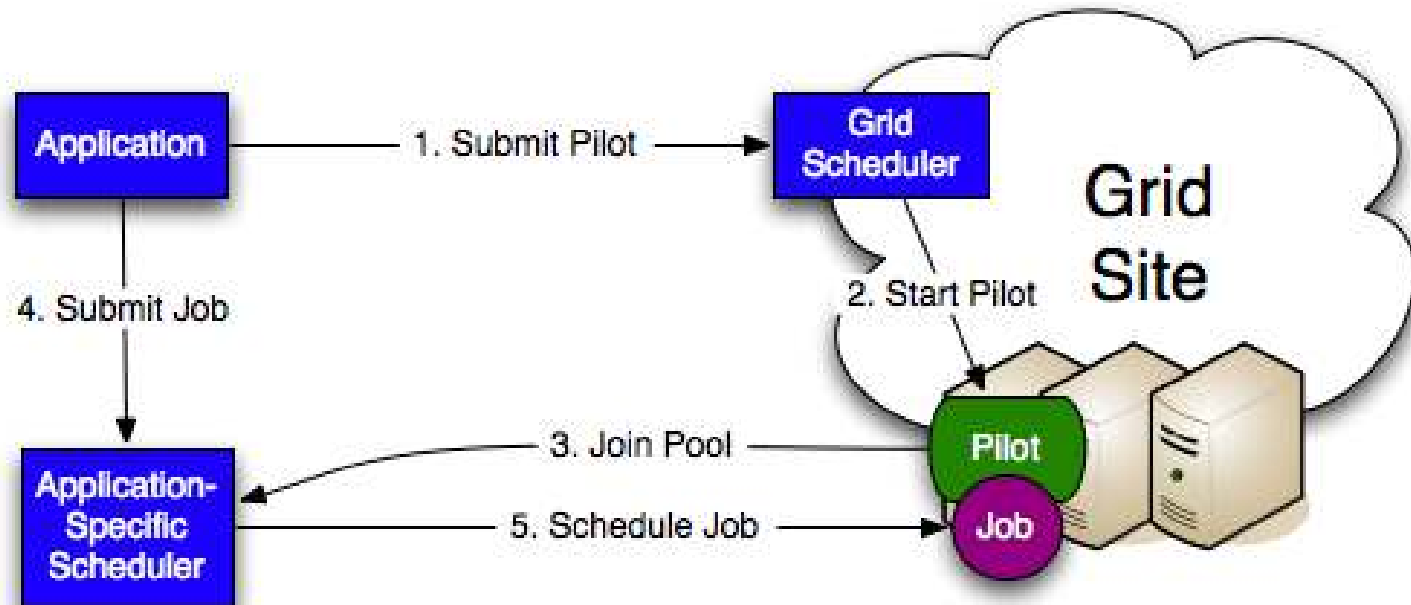 Application
1. Submit Pilot
Grid
Scheduler
Grid
Site
4. Submit Job
2. Start Pilot
3. Join Pool
Pilot
Application-
Specific
Scheduler
5. Schedule Job
Job